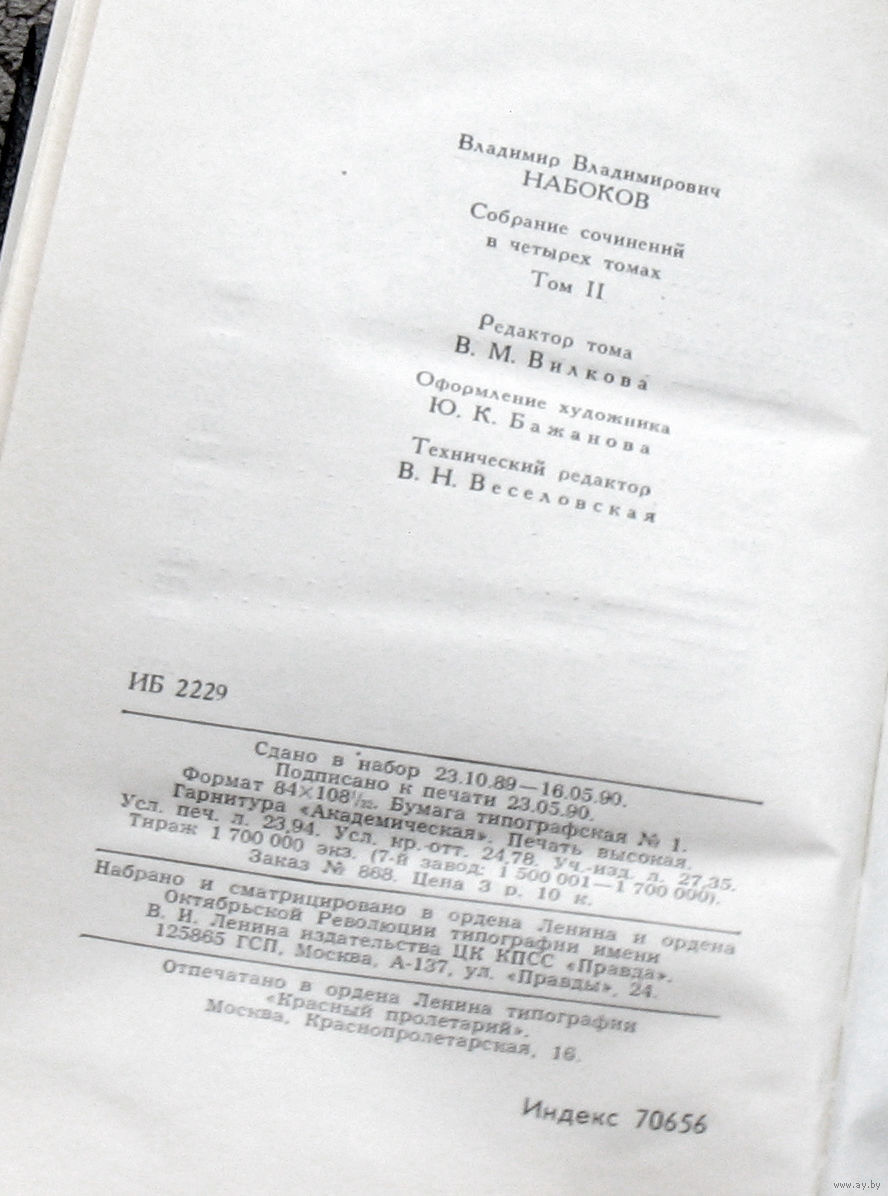 Владимир Владимирович
НАБОКОВ
Собрание сочинений
в четырех томах
Том II
Редактор тома
В. М. Вилкова
Оформление художника
Ю. К. Бажанова
Технический редактор
В. Н. Веселовская
ИБ 2229
Сдано в набор 23.10.89—16.05.90.
Подписано к печати 23.05.90.
Формат 84×108¹/₃₂. Бумага типографская № 1.
Гарнитура «Академическая». Печать высокая.
Усл. печ. л. 23,94. Усл. кр.-отт. 24,78. Уч.-изд. л. 27,35.
Тираж 1 700 000 экз. (7-й завод: 1 500 001—1 700 000).
Заказ № 868. Цена 3 р. 10 к.
Набрано и сматрицировано в ордена Ленина и ордена
Октябрьской Революции типографии имени
В. И. Ленина издательства ЦК КПСС «Правда».
125865 ГСП, Москва, А-137, ул. «Правды», 24.
Отпечатано в ордена Ленина типографии
«Красный пролетарий».
Москва, Краснопролетарская, 16.
Индекс 70656
www.ay.by